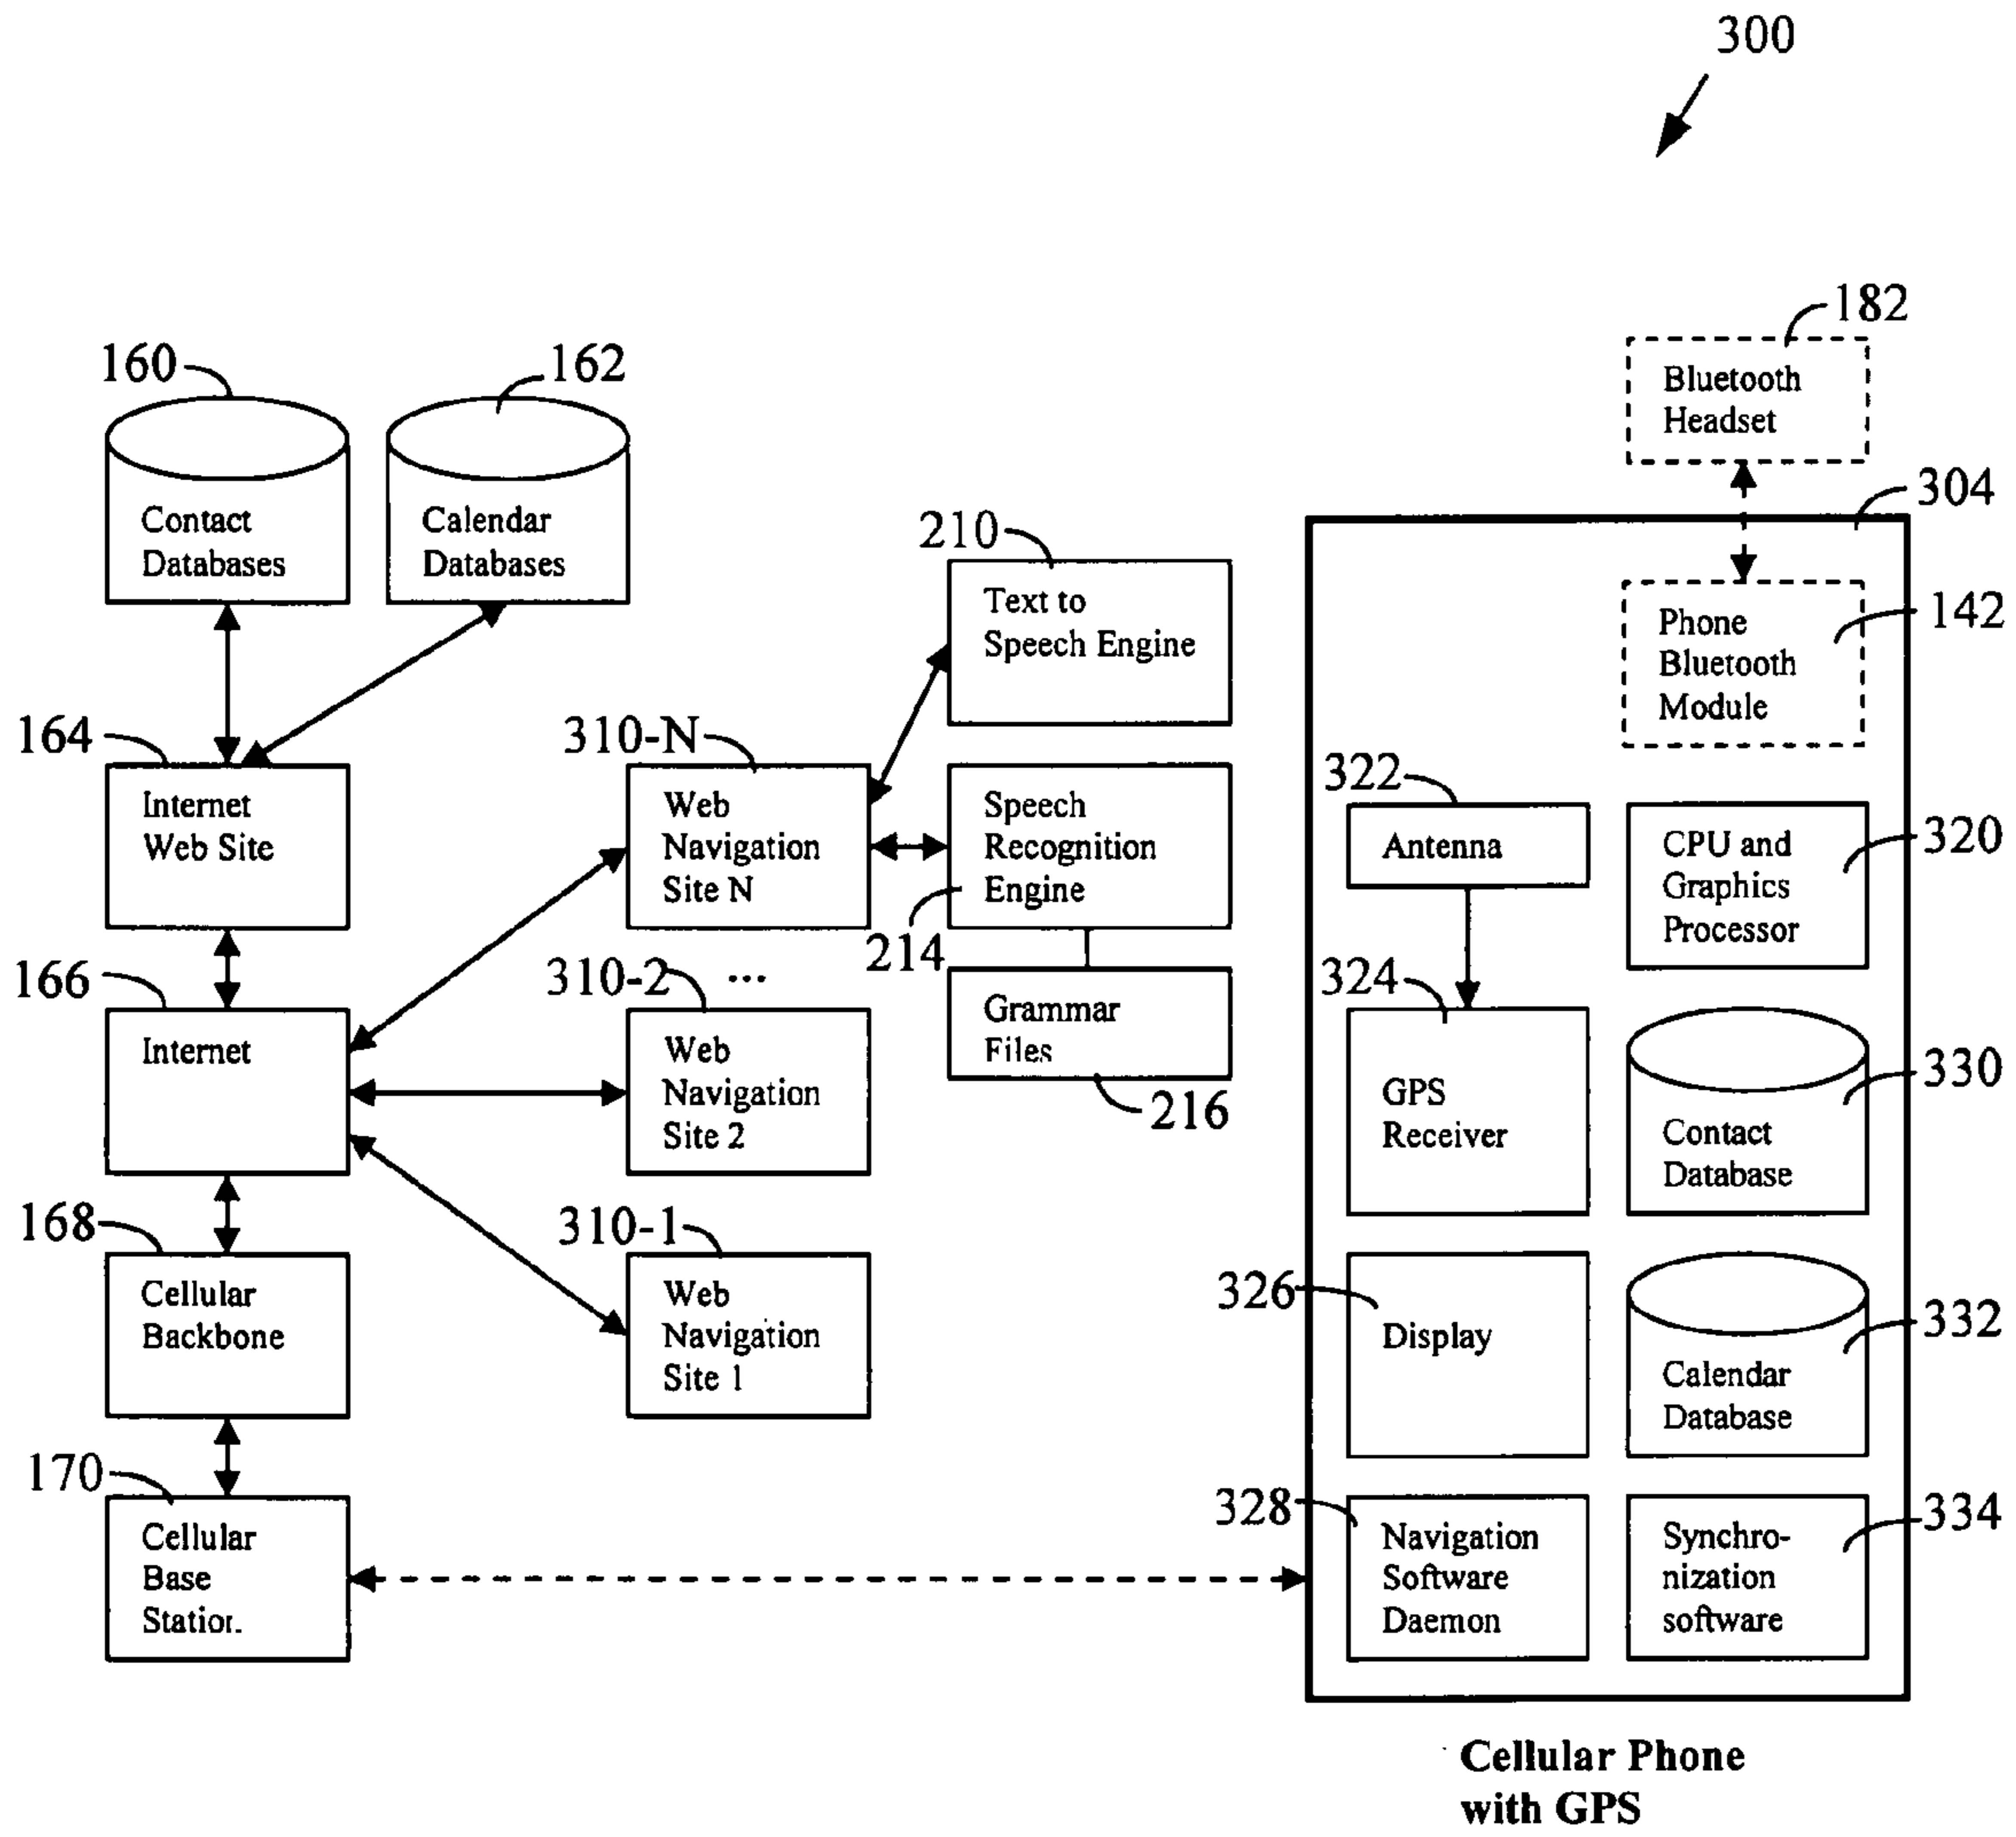 300
182
Bluetooth
Headset
160
162
Contact
Databases
Calendar
Databases
304
210
Text to
Speech Engine
142
Phone
Bluetooth
Module
164
Internet
Web Site
310-N
Web
Navigation
Site N
Speech
Recognition
Engine
214
322
Antenna
320
CPU and
Graphics
Processor
166
Internet
310-2
...
Web
Navigation
Site 2
Grammar
Files
216
324
GPS
Receiver
330
Contact
Database
168
Cellular
Backbone
310-1
Web
Navigation
Site 1
326
Display
332
Calendar
Database
170
Cellular
Base
Station
328
Navigation
Software
Daemon
334
Synchro-
nization
software
Cellular Phone
with GPS